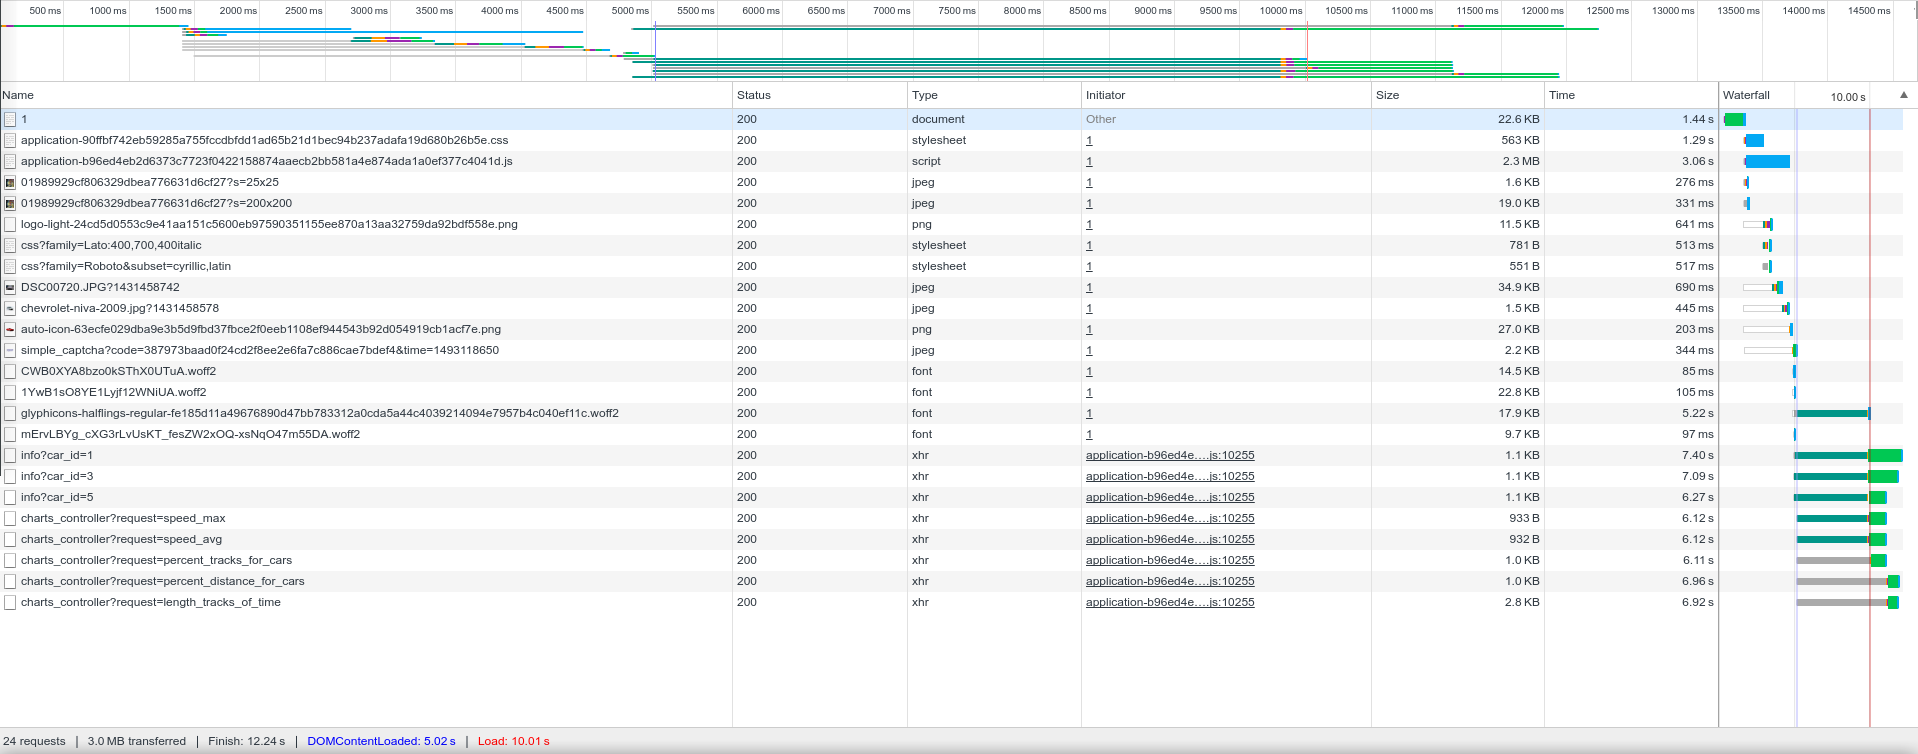 500 ms 1000 ms 1500 ms 2000 ms 2500 ms 3000 ms 3500 ms 4000 ms 4500 ms 5000 ms 5500 ms 6000 ms 6500 ms 7000 ms 7500 ms 8000 ms 8500 ms 9000 ms 9500 ms 10000 ms 10500 ms 11000 ms 11500 ms 12000 ms 12500 ms 13000 ms 13500 ms 14000 ms 14500 ms
Name Status Type Initiator Size Time Waterfall 10.00 s ▲
1 200 document Other 22.6 KB 1.44 s
application-90ffbf742eb59285a755fccdbfdd1ad65b21d1bec94b237adafa19d680b26b5e.css 200 stylesheet 1 563 KB 1.29 s
application-b96ed4eb2d6373c7723f0422158874aaecb2bb581a4e874ada1a0ef377c4041d.js 200 script 1 2.3 MB 3.06 s
01989929cf806329dbea776631d6cf27?s=25x25 200 jpeg 1 1.6 KB 276 ms
01989929cf806329dbea776631d6cf27?s=200x200 200 jpeg 1 19.0 KB 331 ms
logo-light-24cd5d0553c9e41aa151c5600eb97590351155ee870a13aa32759da92bdf558e.png 200 png 1 11.5 KB 641 ms
css?family=Lato:400,700,400italic 200 stylesheet 1 781 B 513 ms
css?family=Roboto&subset=cyrillic,latin 200 stylesheet 1 551 B 517 ms
DSC00720.JPG?1431458742 200 jpeg 1 34.9 KB 690 ms
chevrolet-niva-2009.jpg?1431458578 200 jpeg 1 1.5 KB 445 ms
auto-icon-63ecfe029dba9e3b5d9fbd37fbce2f0eeb1108ef944543b92d054919cb1acf7e.png 200 png 1 27.0 KB 203 ms
simple_captcha?code=387973baad0f24cd2f8ee2e6fa7c886cae7bdef4&time=1493118650 200 jpeg 1 2.2 KB 344 ms
CWB0XYA8bzo0kSThX0UTuA.woff2 200 font 1 14.5 KB 85 ms
1YwB1sO8YE1Lyjf12WNiUA.woff2 200 font 1 22.8 KB 105 ms
glyphicons-halflings-regular-fe185d11a49676890d47bb783312a0cda5a44c4039214094e7957b4c040ef11c.woff2 200 font 1 17.9 KB 5.22 s
mErvLBYg_cXG3rLvUsKT_fesZW2xOQ-xsNqO47m55DA.woff2 200 font 1 9.7 KB 97 ms
info?car_id=1 200 xhr application-b96ed4e….js:10255 1.1 KB 7.40 s
info?car_id=3 200 xhr application-b96ed4e….js:10255 1.1 KB 7.09 s
info?car_id=5 200 xhr application-b96ed4e….js:10255 1.1 KB 6.27 s
charts_controller?request=speed_max 200 xhr application-b96ed4e….js:10255 933 B 6.12 s
charts_controller?request=speed_avg 200 xhr application-b96ed4e….js:10255 932 B 6.12 s
charts_controller?request=percent_tracks_for_cars 200 xhr application-b96ed4e….js:10255 1.0 KB 6.11 s
charts_controller?request=percent_distance_for_cars 200 xhr application-b96ed4e….js:10255 1.0 KB 6.96 s
charts_controller?request=length_tracks_of_time 200 xhr application-b96ed4e….js:10255 2.8 KB 6.92 s
24 requests | 3.0 MB transferred | Finish: 12.24 s | DOMContentLoaded: 5.02 s | Load: 10.01 s